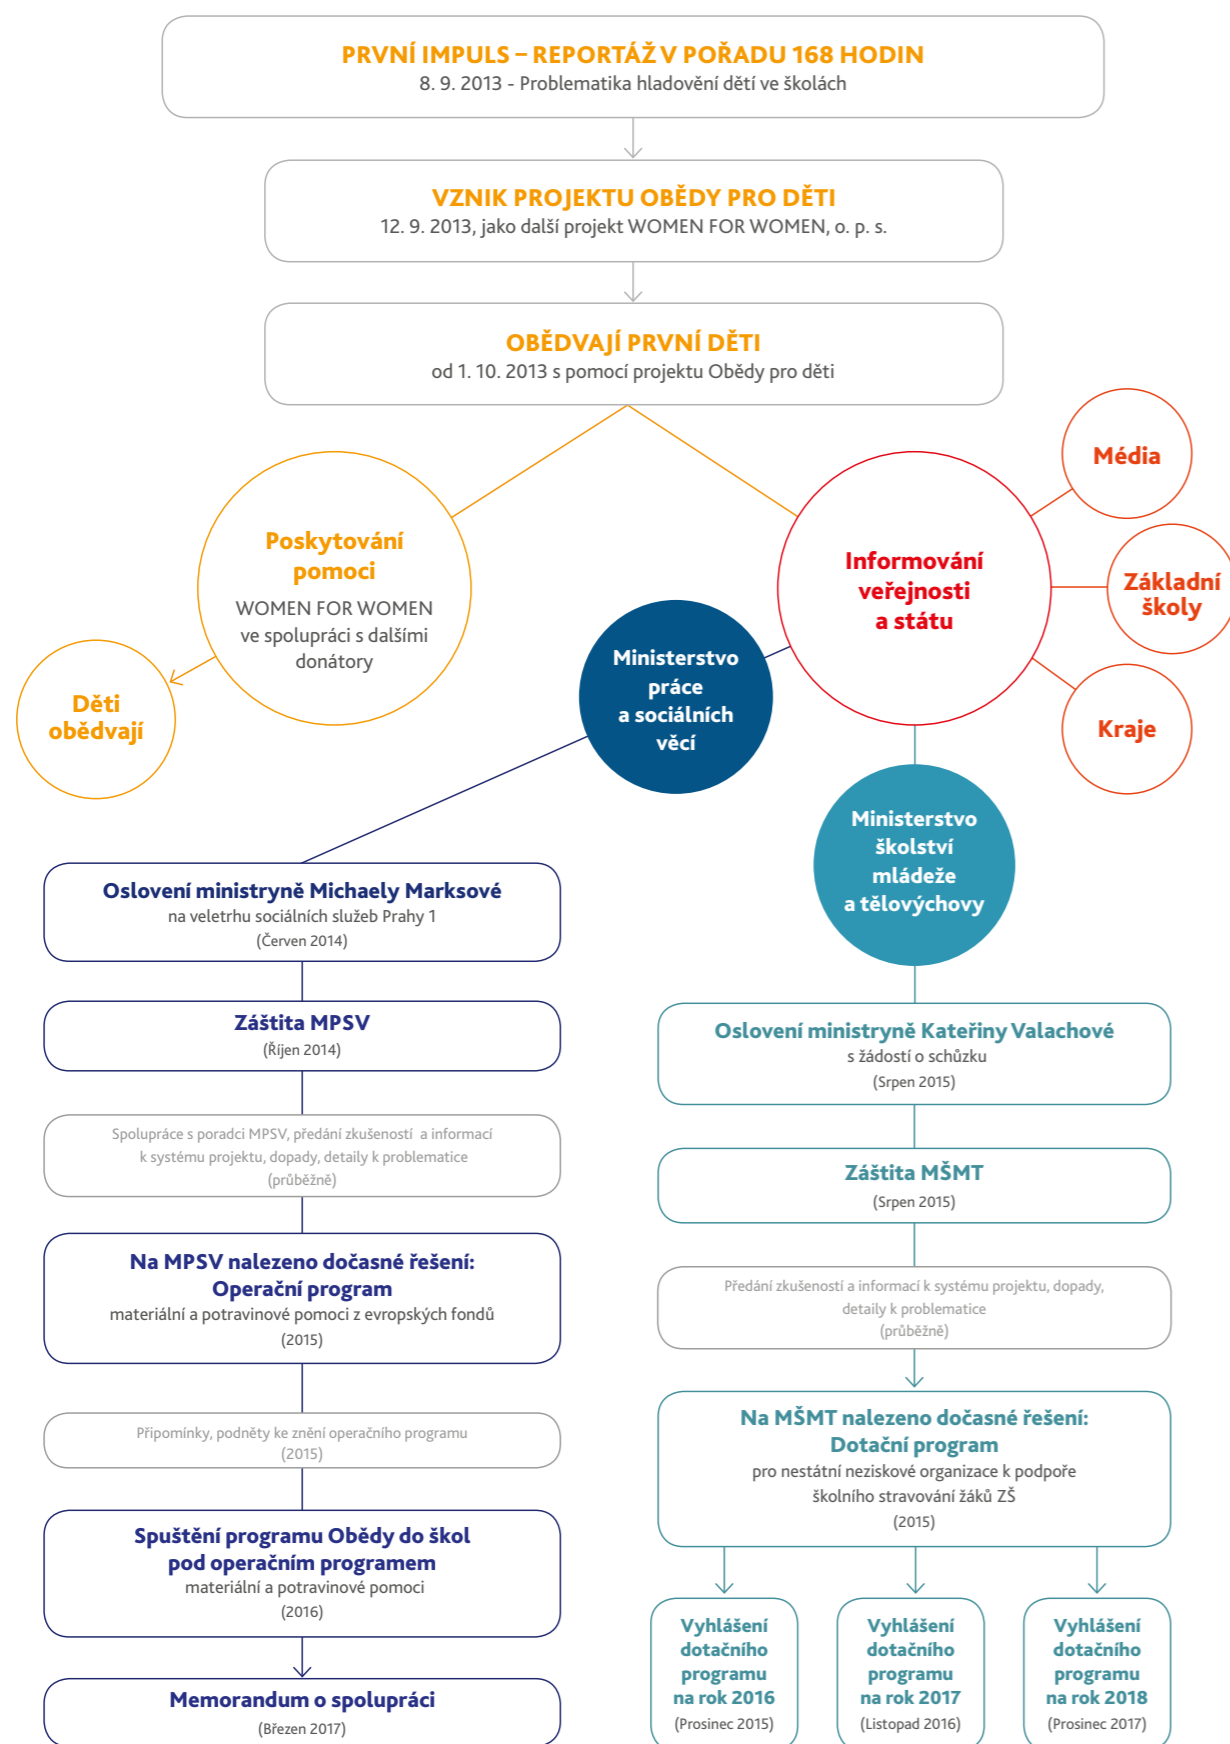 PRVNÍ IMPULS – REPORTÁŽ V POŘADU 168 HODIN
8. 9. 2013 - Problematika hladovění dětí ve školách
VZNIK PROJEKTU OBĚDY PRO DĚTI
12. 9. 2013, jako další projekt WOMEN FOR WOMEN, o. p. s.
OBĚDVAJÍ PRVNÍ DĚTI
od 1. 10. 2013 s pomocí projektu Obědy pro děti
Poskytování
pomoci
WOMEN FOR WOMEN
ve spolupráci s dalšími
donátory
Děti
obědvají
Informování
veřejnosti
a státu
Média
Základní
školy
Kraje
Ministerstvo
práce
a sociálních
věcí
Ministerstvo
školství
mládeže
a tělovýchovy
Oslovení ministryně Michaely Marksové
na veletrhu sociálních služeb Prahy 1
(Červen 2014)
Záštita MPSV
(Říjen 2014)
Spolupráce s poradci MPSV, předání zkušeností a informací
k systému projektu, dopady, detaily k problematice
(průběžně)
Na MPSV nalezeno dočasné řešení:
Operační program
materiální a potravinové pomoci z evropských fondů
(2015)
Připomínky, podněty ke znění operačního programu
(2015)
Spuštění programu Obědy do škol
pod operačním programem
materiální a potravinové pomoci
(2016)
Memorandum o spolupráci
(Březen 2017)
Oslovení ministryně Kateřiny Valachové
s žádostí o schůzku
(Srpen 2015)
Záštita MŠMT
(Srpen 2015)
Předání zkušeností a informací k systému projektu, dopady,
detaily k problematice
(průběžně)
Na MŠMT nalezeno dočasné řešení:
Dotační program
pro nestátní neziskové organizace k podpoře
školního stravování žáků ZŠ
(2015)
Vyhlášení
dotačního
programu
na rok 2016
(Prosinec 2015)
Vyhlášení
dotačního
programu
na rok 2017
(Listopad 2016)
Vyhlášení
dotačního
programu
na rok 2018
(Prosinec 2017)